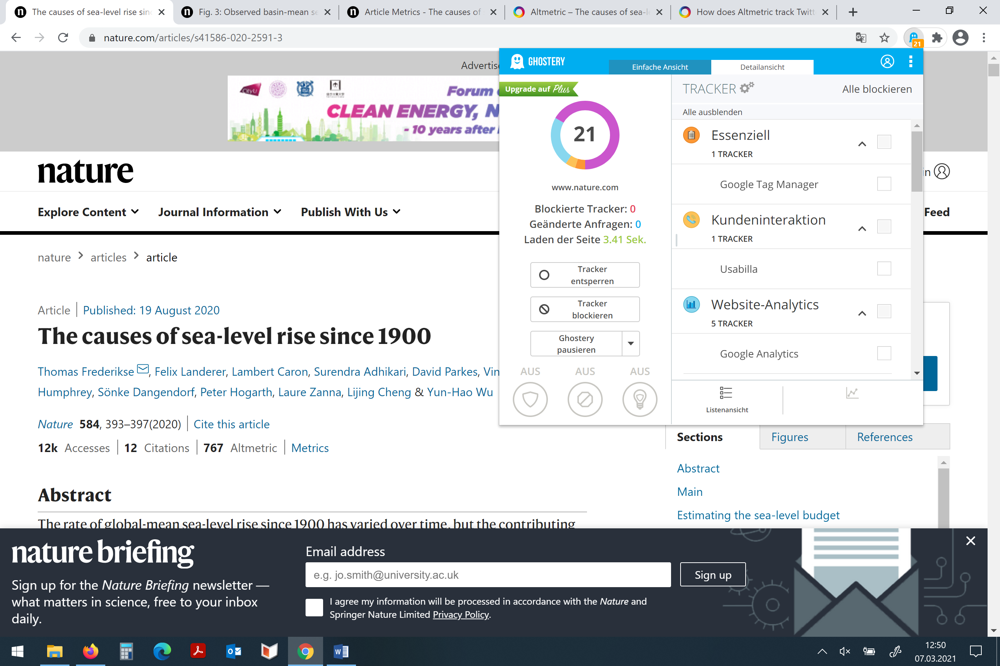 The causes of sea-level rise sinc
Fig. 3: Observed basin-mean se
Article Metrics - The causes of
Altmetric – The causes of sea-l
How does Altmetric track Twitt
nature.com/articles/s41586-020-2591-3
21
Advertise
CityU
Forum
CLEAN ENERGY, N
- 10 years after
nature
in
Explore Content
Journal Information
Publish With Us
Feed
nature > articles > article
Article | Published: 19 August 2020
The causes of sea-level rise since 1900
Thomas Frederikse, Felix Landerer, Lambert Caron, Surendra Adhikari, David Parkes, Vin
Humphrey, Sönke Dangendorf, Peter Hogarth, Laure Zanna, Lijing Cheng & Yun-Hao Wu
Nature 584, 393–397(2020) | Cite this article
12k Accesses | 12 Citations | 767 Altmetric | Metrics
Abstract
The rate of global-mean sea-level rise since 1900 has varied over time, but the contributing
GHOSTERY
Einfache Ansicht
Detailansicht
Upgrade auf Plus
21
www.nature.com
Blockierte Tracker: 0
Geänderte Anfragen: 0
Laden der Seite 3.41 Sek.
Tracker
entsperren
Tracker
blockieren
Ghostery
pausieren
AUS AUS AUS
TRACKER
Alle blockieren
Alle ausblenden
Essenziell
1 TRACKER
Google Tag Manager
Kundeninteraktion
1 TRACKER
Usabilla
Website-Analytics
5 TRACKER
Google Analytics
Listenansicht
Sections
Figures
References
Abstract
Main
Estimating the sea-level budget
nature briefing
Sign up for the Nature Briefing newsletter —
what matters in science, free to your inbox
daily.
Email address
e.g. jo.smith@university.ac.uk
Sign up
I agree my information will be processed in accordance with the Nature and
Springer Nature Limited Privacy Policy.
12:50
07.03.2021